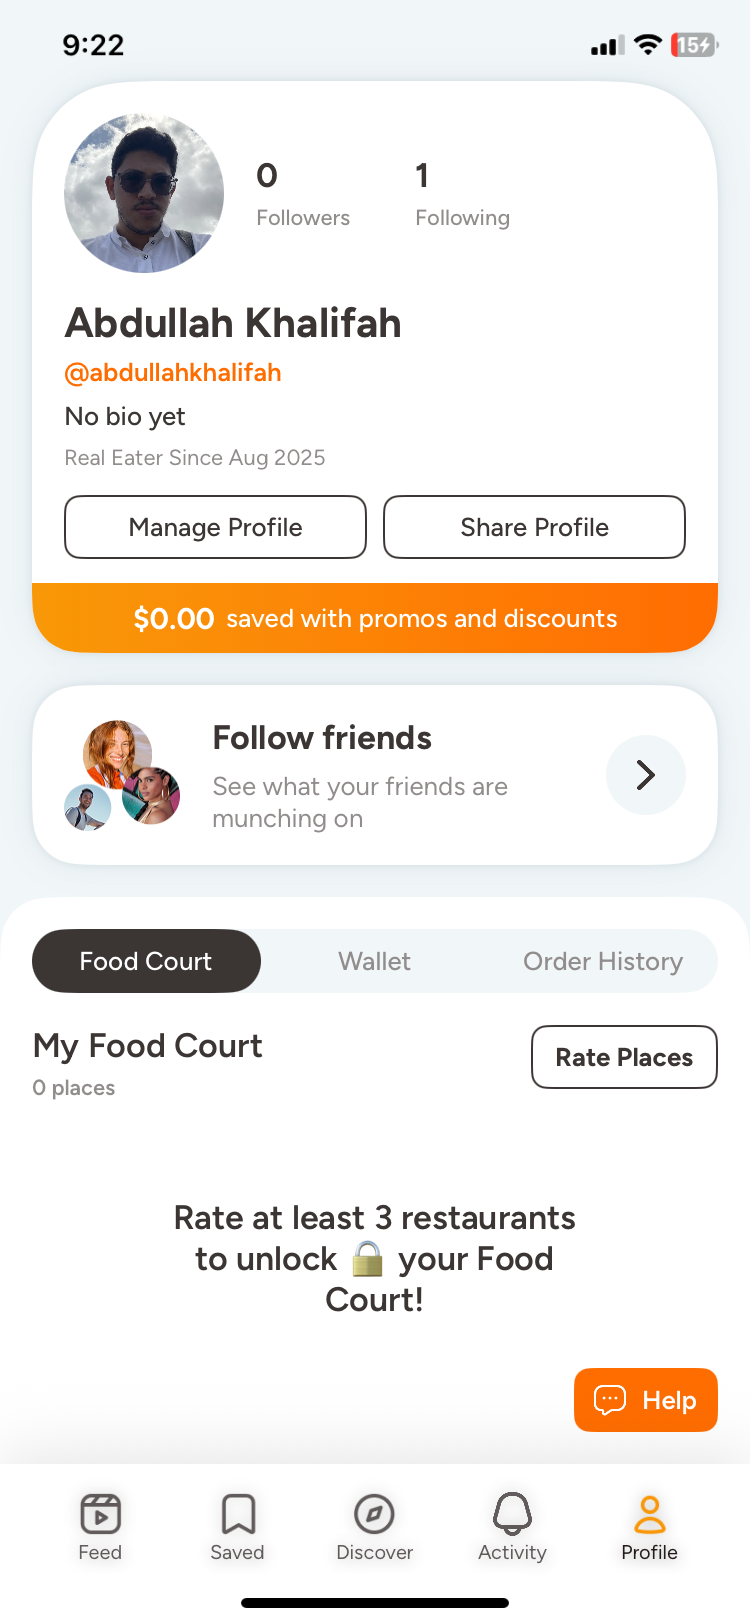 9:22
15
0
1
Followers
Following
Abdullah Khalifah
@abdullahkhalifah
No bio yet
Real Eater Since Aug 2025
Manage Profile
Share Profile
$0.00 saved with promos and discounts
Follow friends
See what your friends are
munching on
Food Court
Wallet
Order History
My Food Court
Rate Places
0 places
Rate at least 3 restaurants
to unlock 🔒 your Food
Court!
Help
Feed
Saved
Discover
Activity
Profile